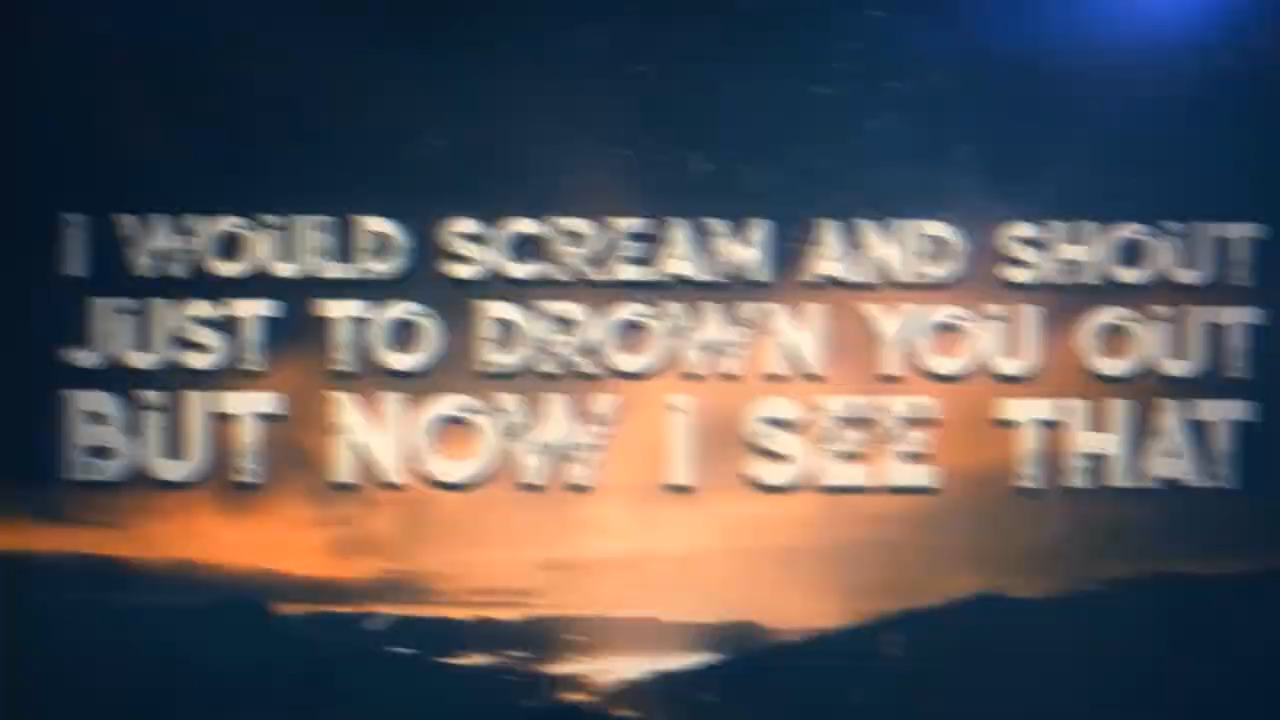 I WOULD SCREAM AND SHOUT
JUST TO DROWN YOU OUT
BUT NOW I SEE THAT